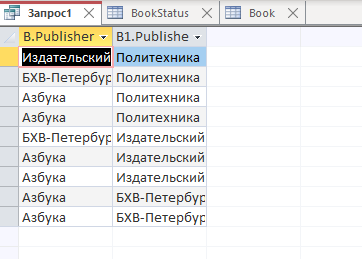 Запрос1 BookStatus Book
B.Publisher B1.Publishe
Издательский Политехника
БХВ-Петербур Политехника
Азбука Политехника
Азбука Политехника
БХВ-Петербур Издательский
Азбука Издательский
Азбука Издательский
Азбука БХВ-Петербур
Азбука БХВ-Петербур